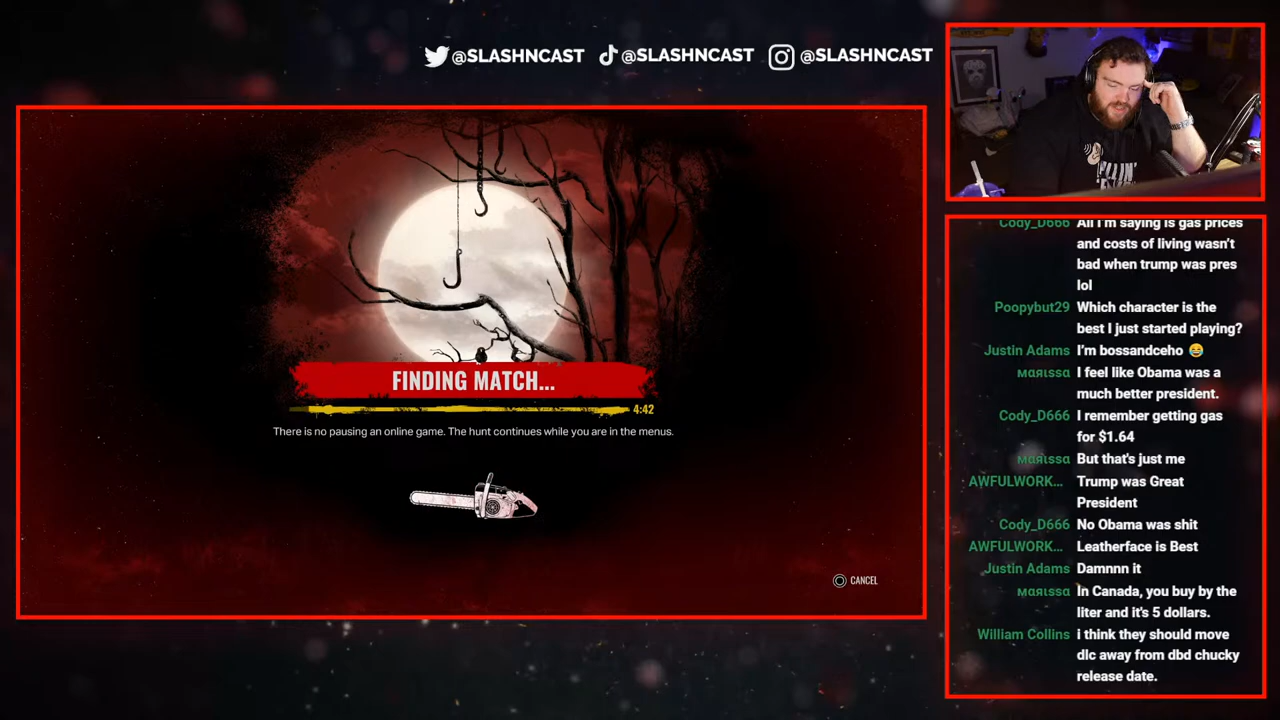 @SLASHNCAST @SLASHNCAST @SLASHNCAST
FINDING MATCH...
4:42
There is no pausing an online game. The hunt continues while you are in the menus.
CANCEL
Cody_D666 All I'm saying is gas prices
and costs of living wasn't
bad when trump was pres
lol
Poopybut29 Which character is the
best I just started playing?
Justin Adams I'm bossandceho 😂
мαяιѕѕα I feel like Obama was a
much better president.
Cody_D666 I remember getting gas
for $1.64
мαяιѕѕα But that's just me
AWFULWORK... Trump was Great
President
Cody_D666 No Obama was shit
AWFULWORK... Leatherface is Best
Justin Adams Damnnn it
мαяιѕѕα In Canada, you buy by the
liter and it's 5 dollars.
William Collins i think they should move
dlc away from dbd chucky
release date.